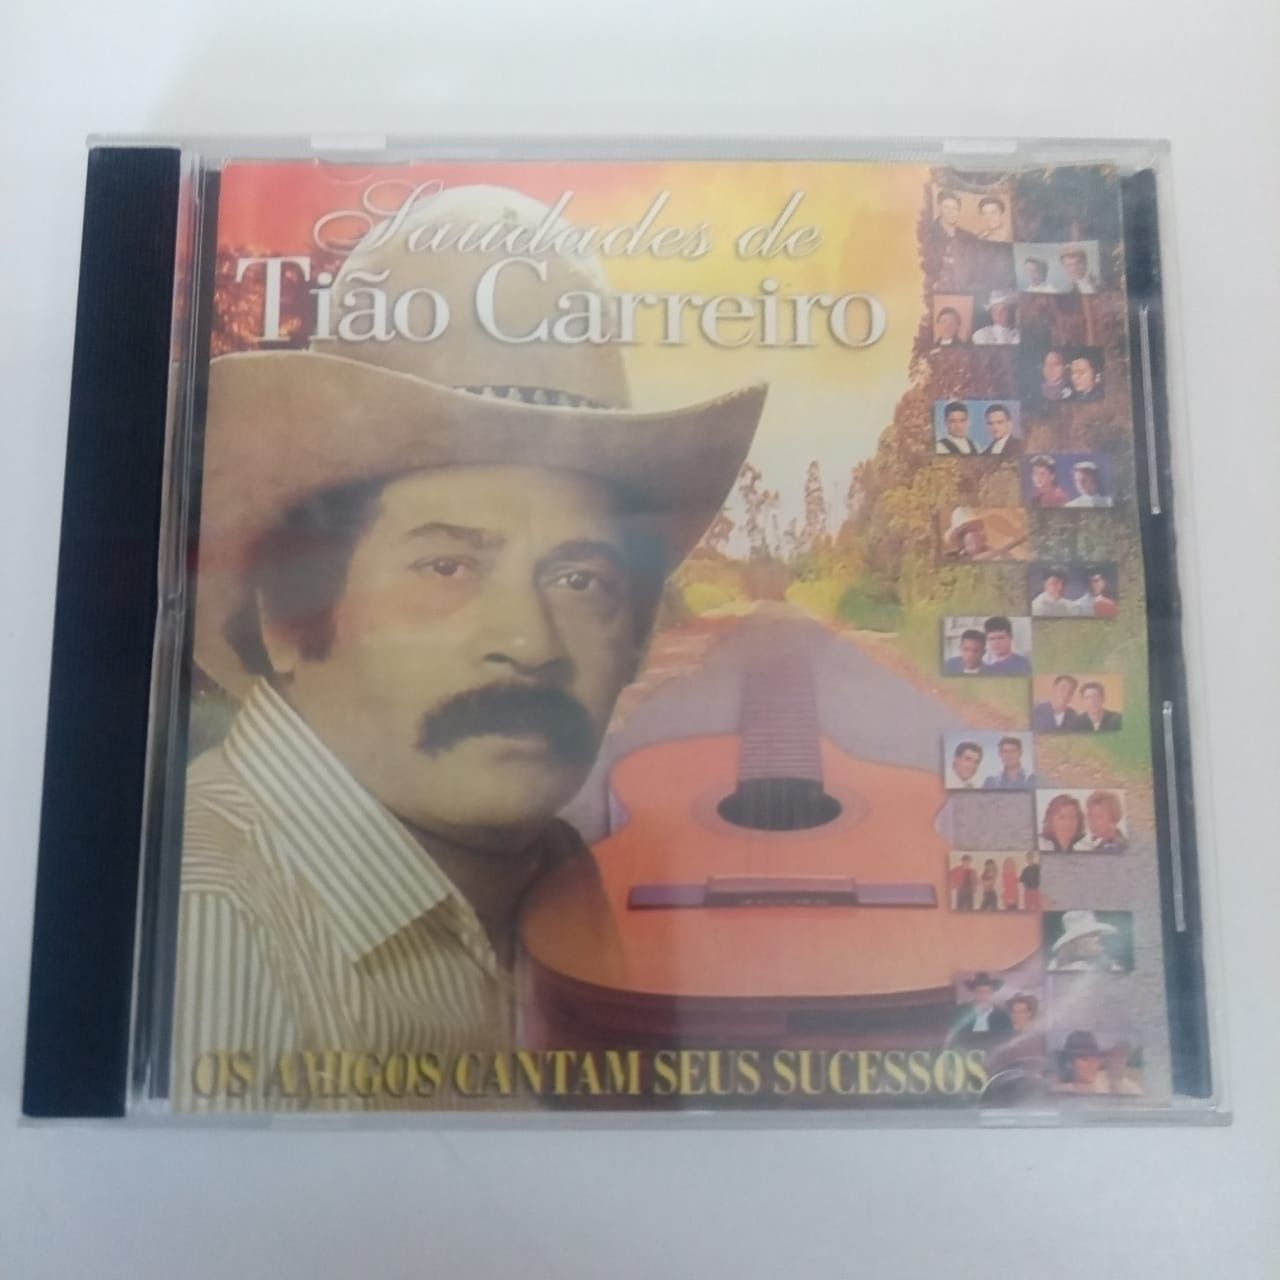 Saudades de
Tião Carreiro
OS AMIGOS CANTAM SEUS SUCESSOS